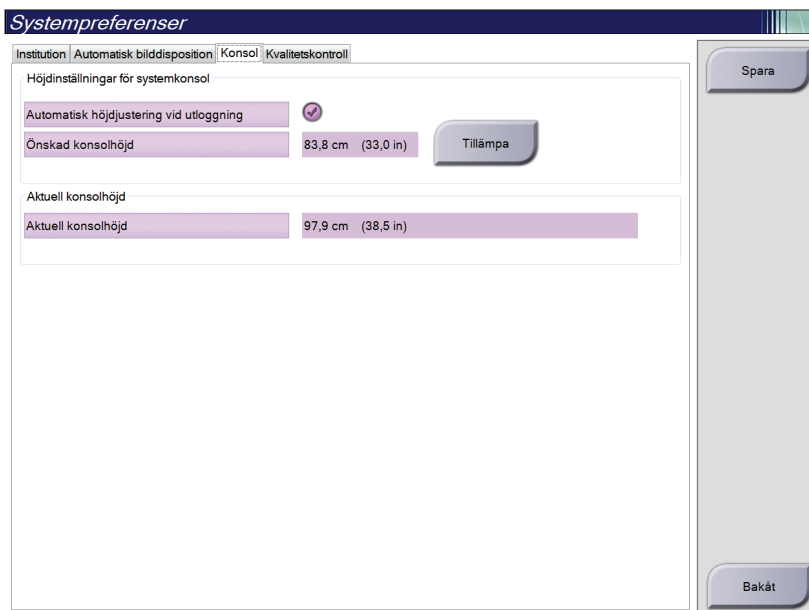 Systempreferenser
Institution Automatisk bilddisposition Konsol Kvalitetskontroll
Spara
Höjdinställningar för systemkonsol
Automatisk höjdjustering vid utloggning
Önskad konsolhöjd 83,8 cm (33,0 in) Tillämpa
Aktuell konsolhöjd
Aktuell konsolhöjd 97,9 cm (38,5 in)
Bakåt